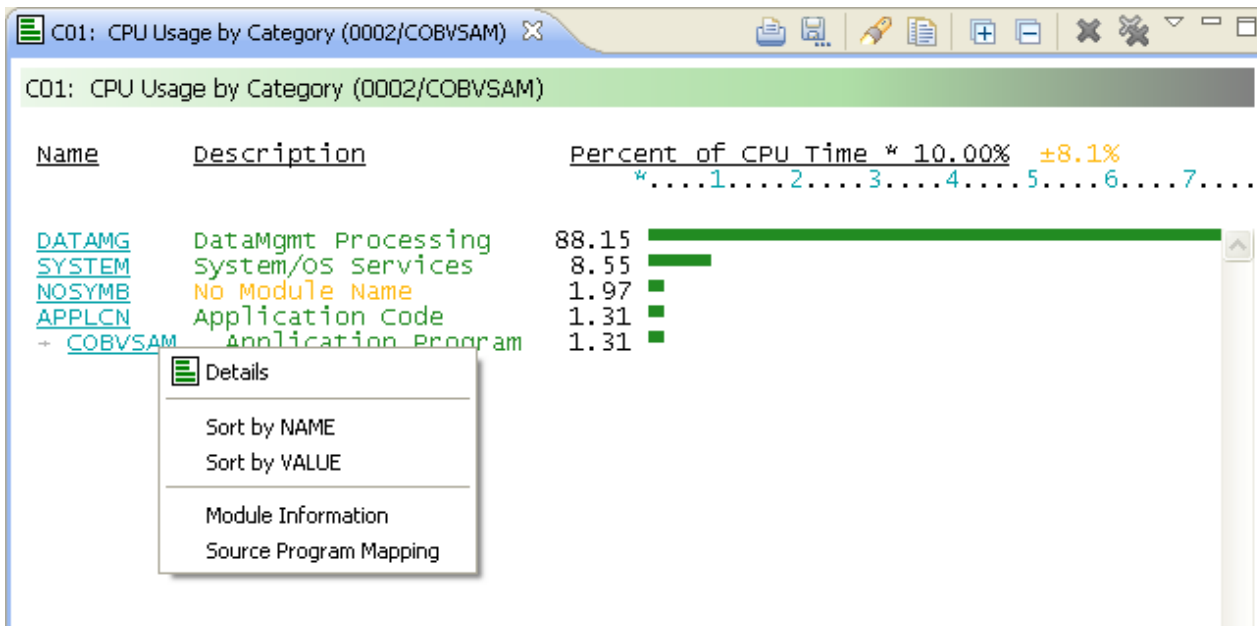 C01: CPU Usage by Category (0002/COBVSAM)
C01: CPU Usage by Category (0002/COBVSAM)
Name Description Percent of CPU Time * 10.00% ±8.1%
*....1....2....3....4....5....6....7....
DATAMG DataMgmt Processing 88.15
SYSTEM System/OS Services 8.55
NOSYMB No Module Name 1.97
APPLCN Application Code 1.31
COBVSAM Application Program 1.31
Details
Sort by NAME
Sort by VALUE
Module Information
Source Program Mapping